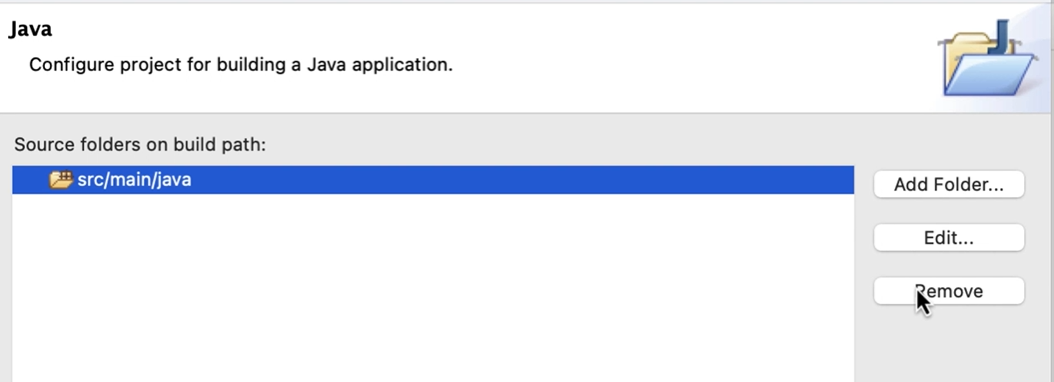 Java
Configure project for building a Java application.
Source folders on build path:
src/main/java
Add Folder...
Edit...
Remove